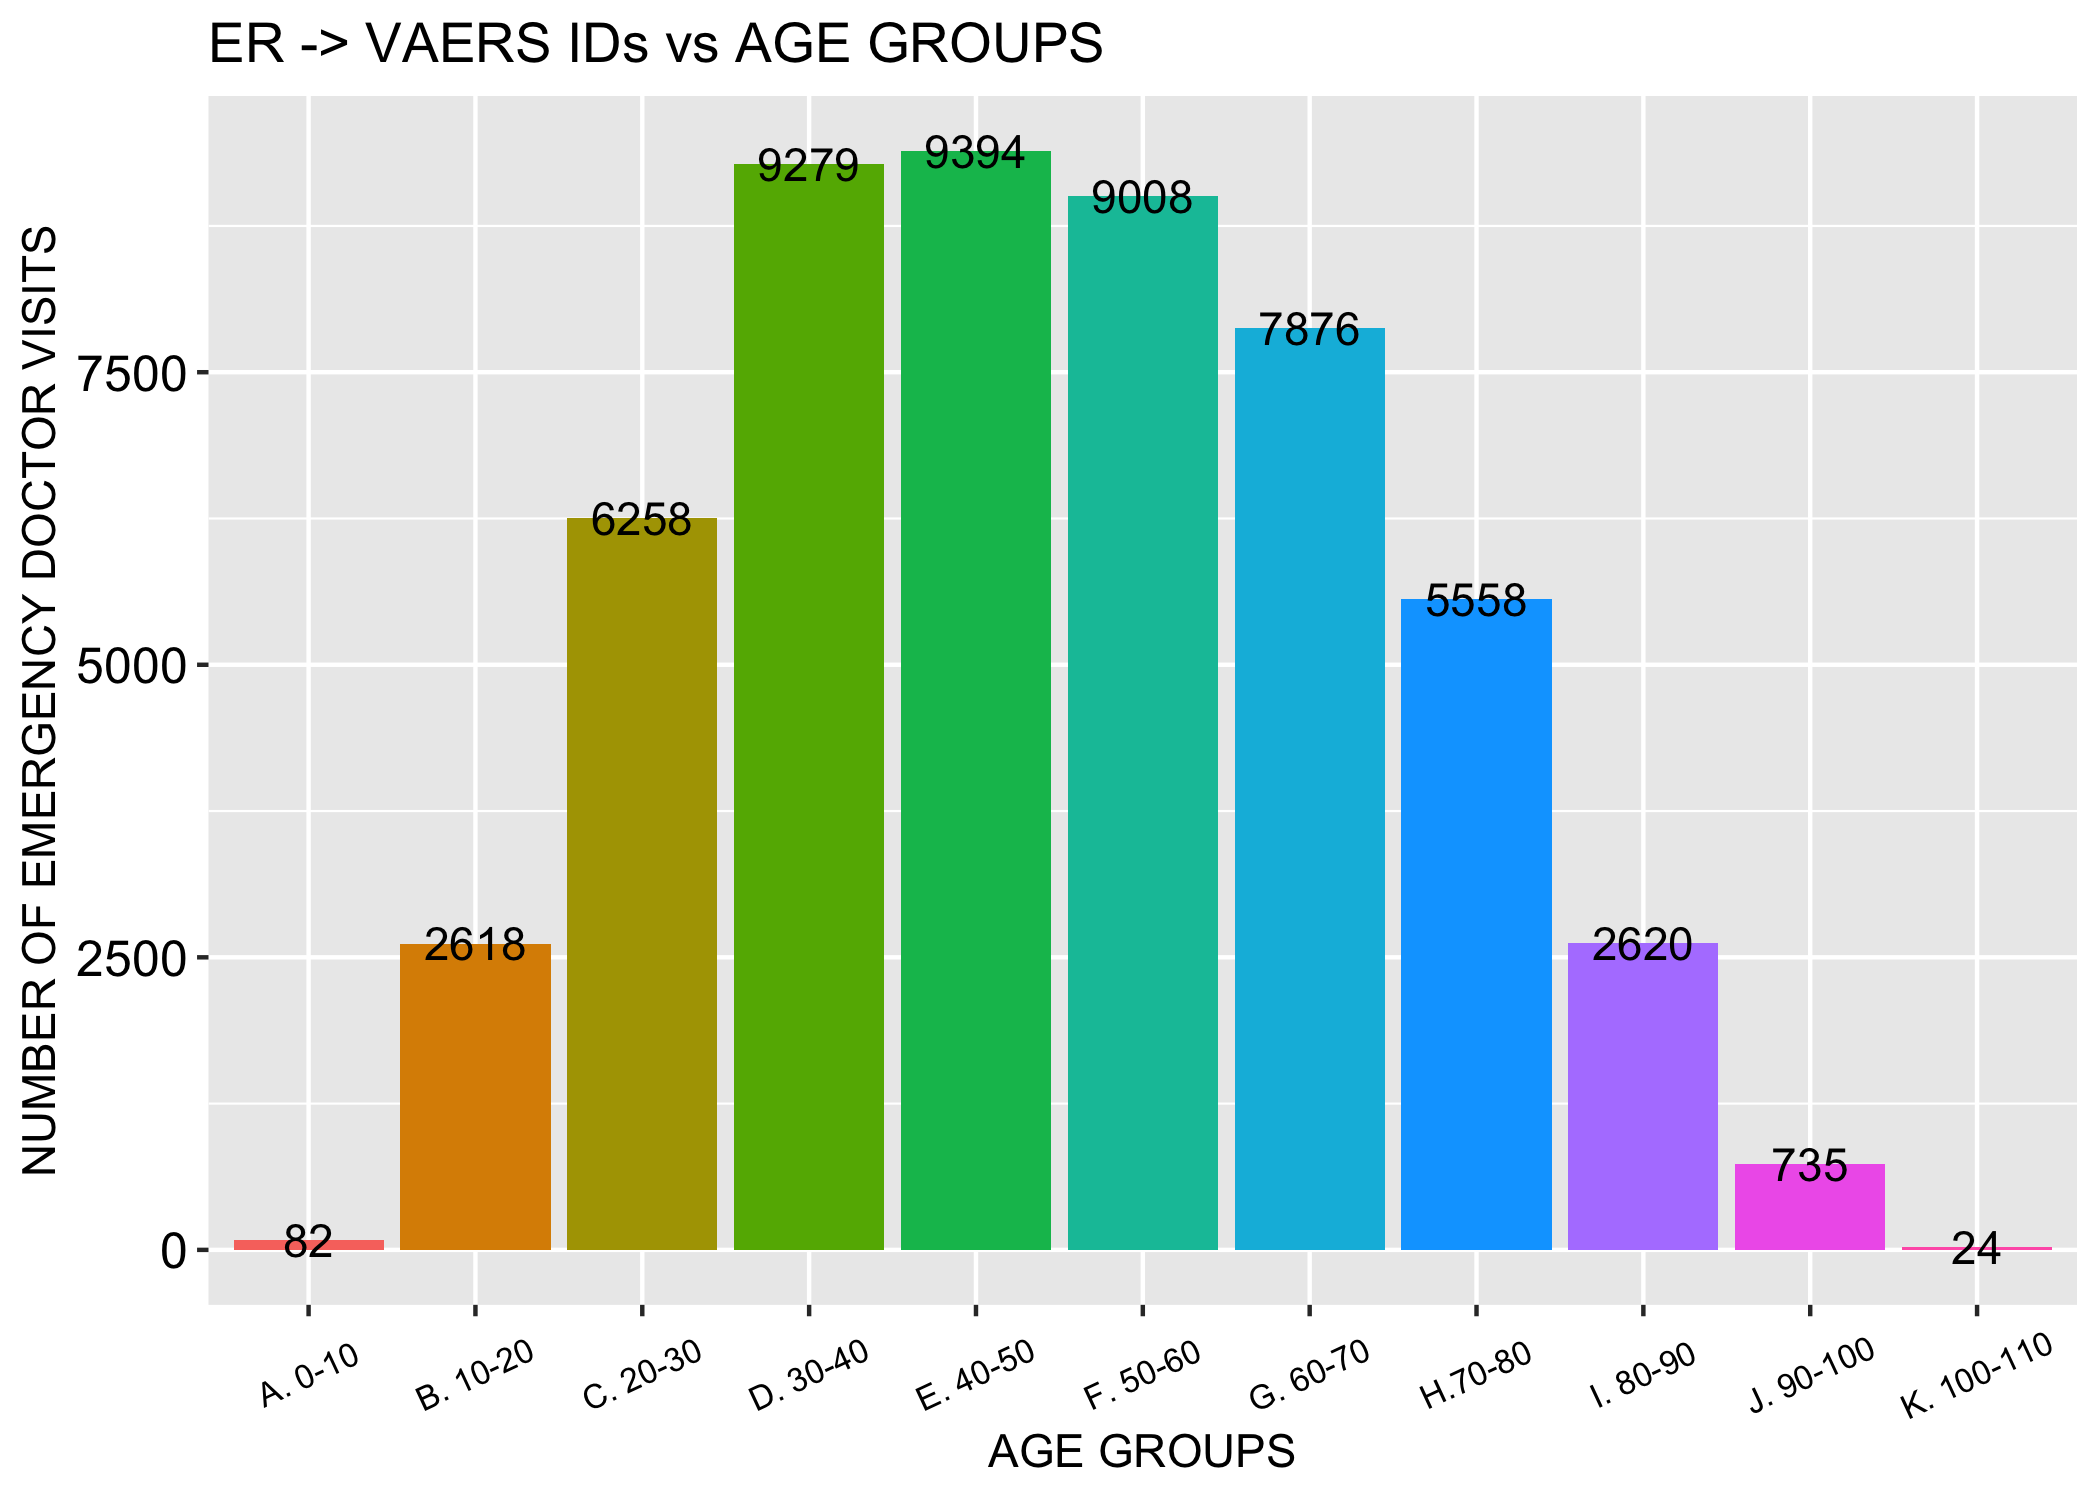 ER -> VAERS IDs vs AGE GROUPS
NUMBER OF EMERGENCY DOCTOR VISITS
7500
5000
2500
0
82
2618
6258
9279
9394
9008
7876
5558
2620
735
24
A. 0-10
B. 10-20
C. 20-30
D. 30-40
E. 40-50
F. 50-60
G. 60-70
H.70-80
I. 80-90
J. 90-100
K. 100-110
AGE GROUPS